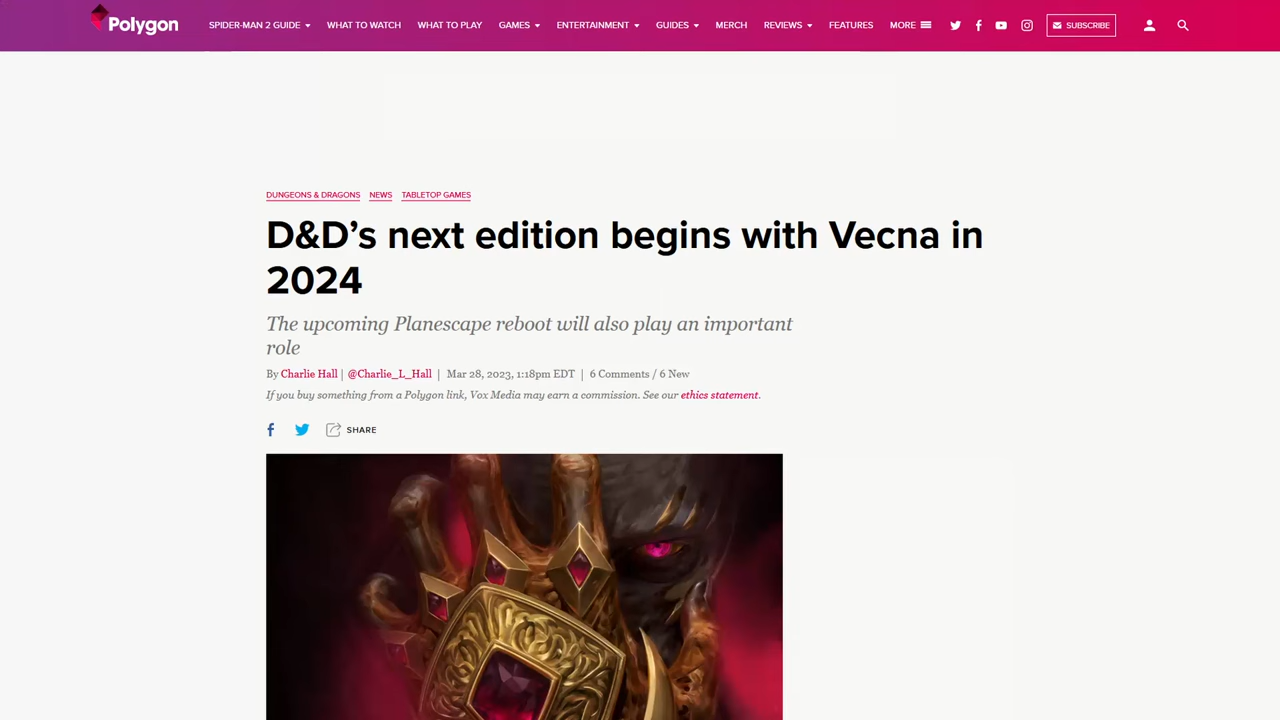 Polygon
SPIDER-MAN 2 GUIDE WHAT TO WATCH WHAT TO PLAY GAMES ENTERTAINMENT GUIDES MERCH REVIEWS FEATURES MORE SUBSCRIBE
DUNGEONS & DRAGONS NEWS TABLETOP GAMES
D&D’s next edition begins with Vecna in
2024
The upcoming Planescape reboot will also play an important
role
By Charlie Hall | @Charlie_L_Hall | Mar 28, 2023, 1:18pm EDT | 6 Comments / 6 New
If you buy something from a Polygon link, Vox Media may earn a commission. See our ethics statement.
SHARE